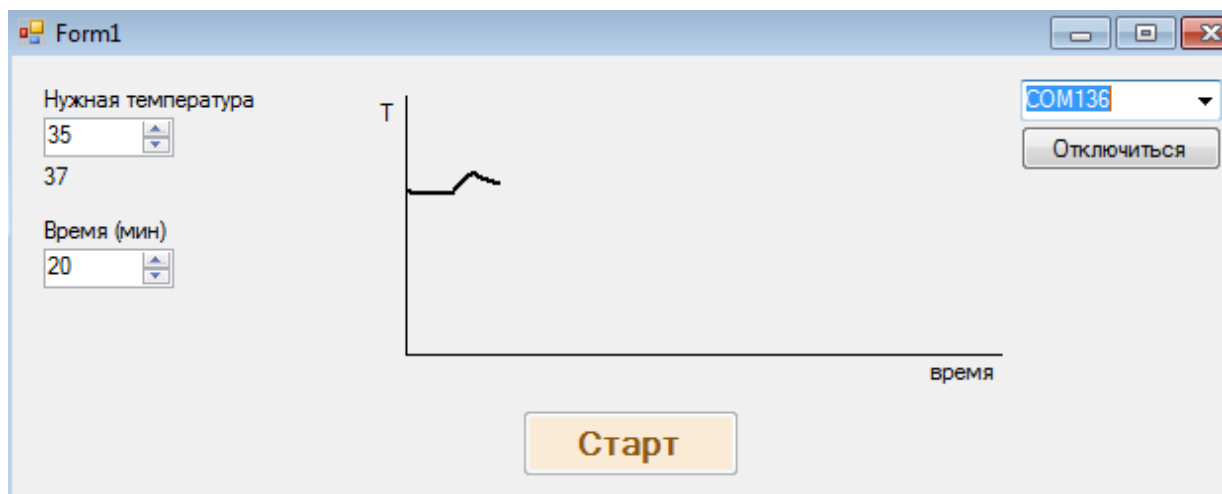 Form1
Нужная температура
35
37
Время (мин)
20
T
время
COM136
Отключиться
Старт